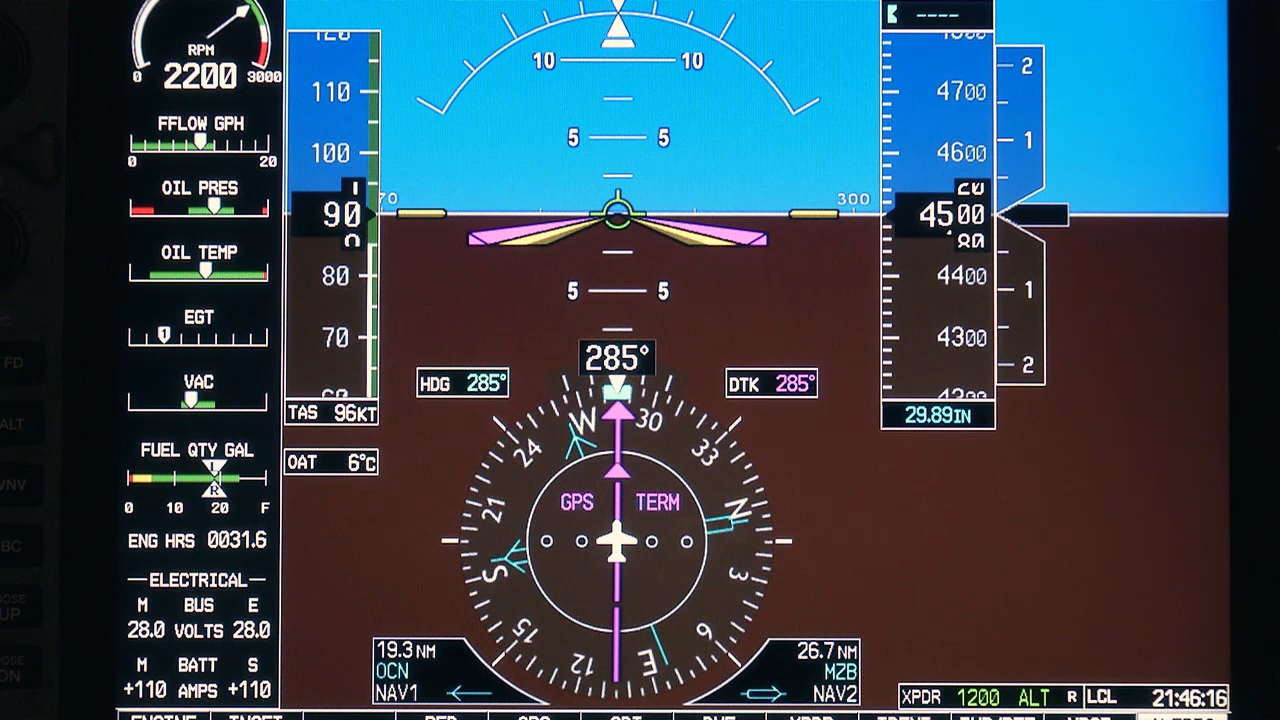 RPM
0 2200 3000
FFLOW GPH
0 20
OIL PRES
OIL TEMP
EGT
1
VAC
FUEL QTY GAL
L
R
0 10 20 F
ENG HRS 0031.6
ELECTRICAL
M BUS E
28.0 VOLTS 28.0
M BATT S
+110 AMPS +110
110
100
90
80
70
TAS 96KT
OAT 6°C
10 10
5 5
300
5 5
----
4700
4600
4500
20
80
4400
4300
2
1
1
2
29.89IN
285°
HDG 285°
DTK 285°
W 30 33 N 3 6 E 12 15 S 21 24
GPS TERM
19.3 NM
OCN
NAV1
26.7 NM
MZB
NAV2
XPDR 1200 ALT R LCL 21:46:16
FD
ALT
VNV
BC
UP
DN